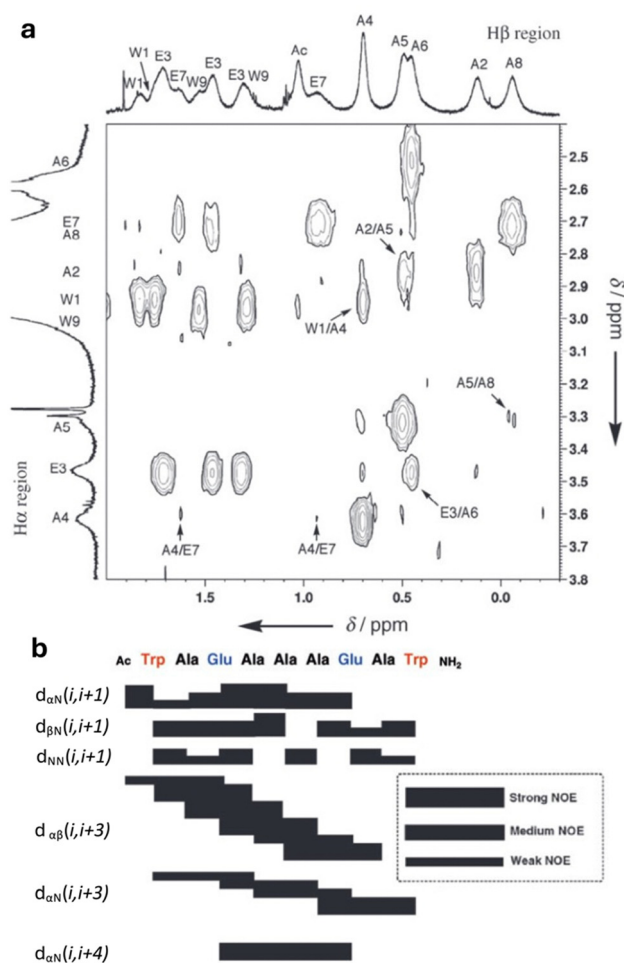 a
Hβ region
W1 W1 E3 E7 W9 E3 E3 W9 Ac E7 A4 A5 A6 A2 A8
A6
E7
A8
A2
W1
W9
A5
E3
A4
Hα region
A2/A5
W1/A4
A5/A8
E3/A6
A4/E7
A4/E7
2.5
2.6
2.7
2.8
2.9
3.0
3.1
3.2
3.3
3.4
3.5
3.6
3.7
3.8
δ / ppm
1.5 1.0 0.5 0.0
δ / ppm
b
Ac Trp Ala Glu Ala Ala Ala Glu Ala Trp NH2
dαN(i,i+1)
dβN(i,i+1)
dNN(i,i+1)
dαβ(i,i+3)
dαN(i,i+3)
dαN(i,i+4)
Strong NOE
Medium NOE
Weak NOE